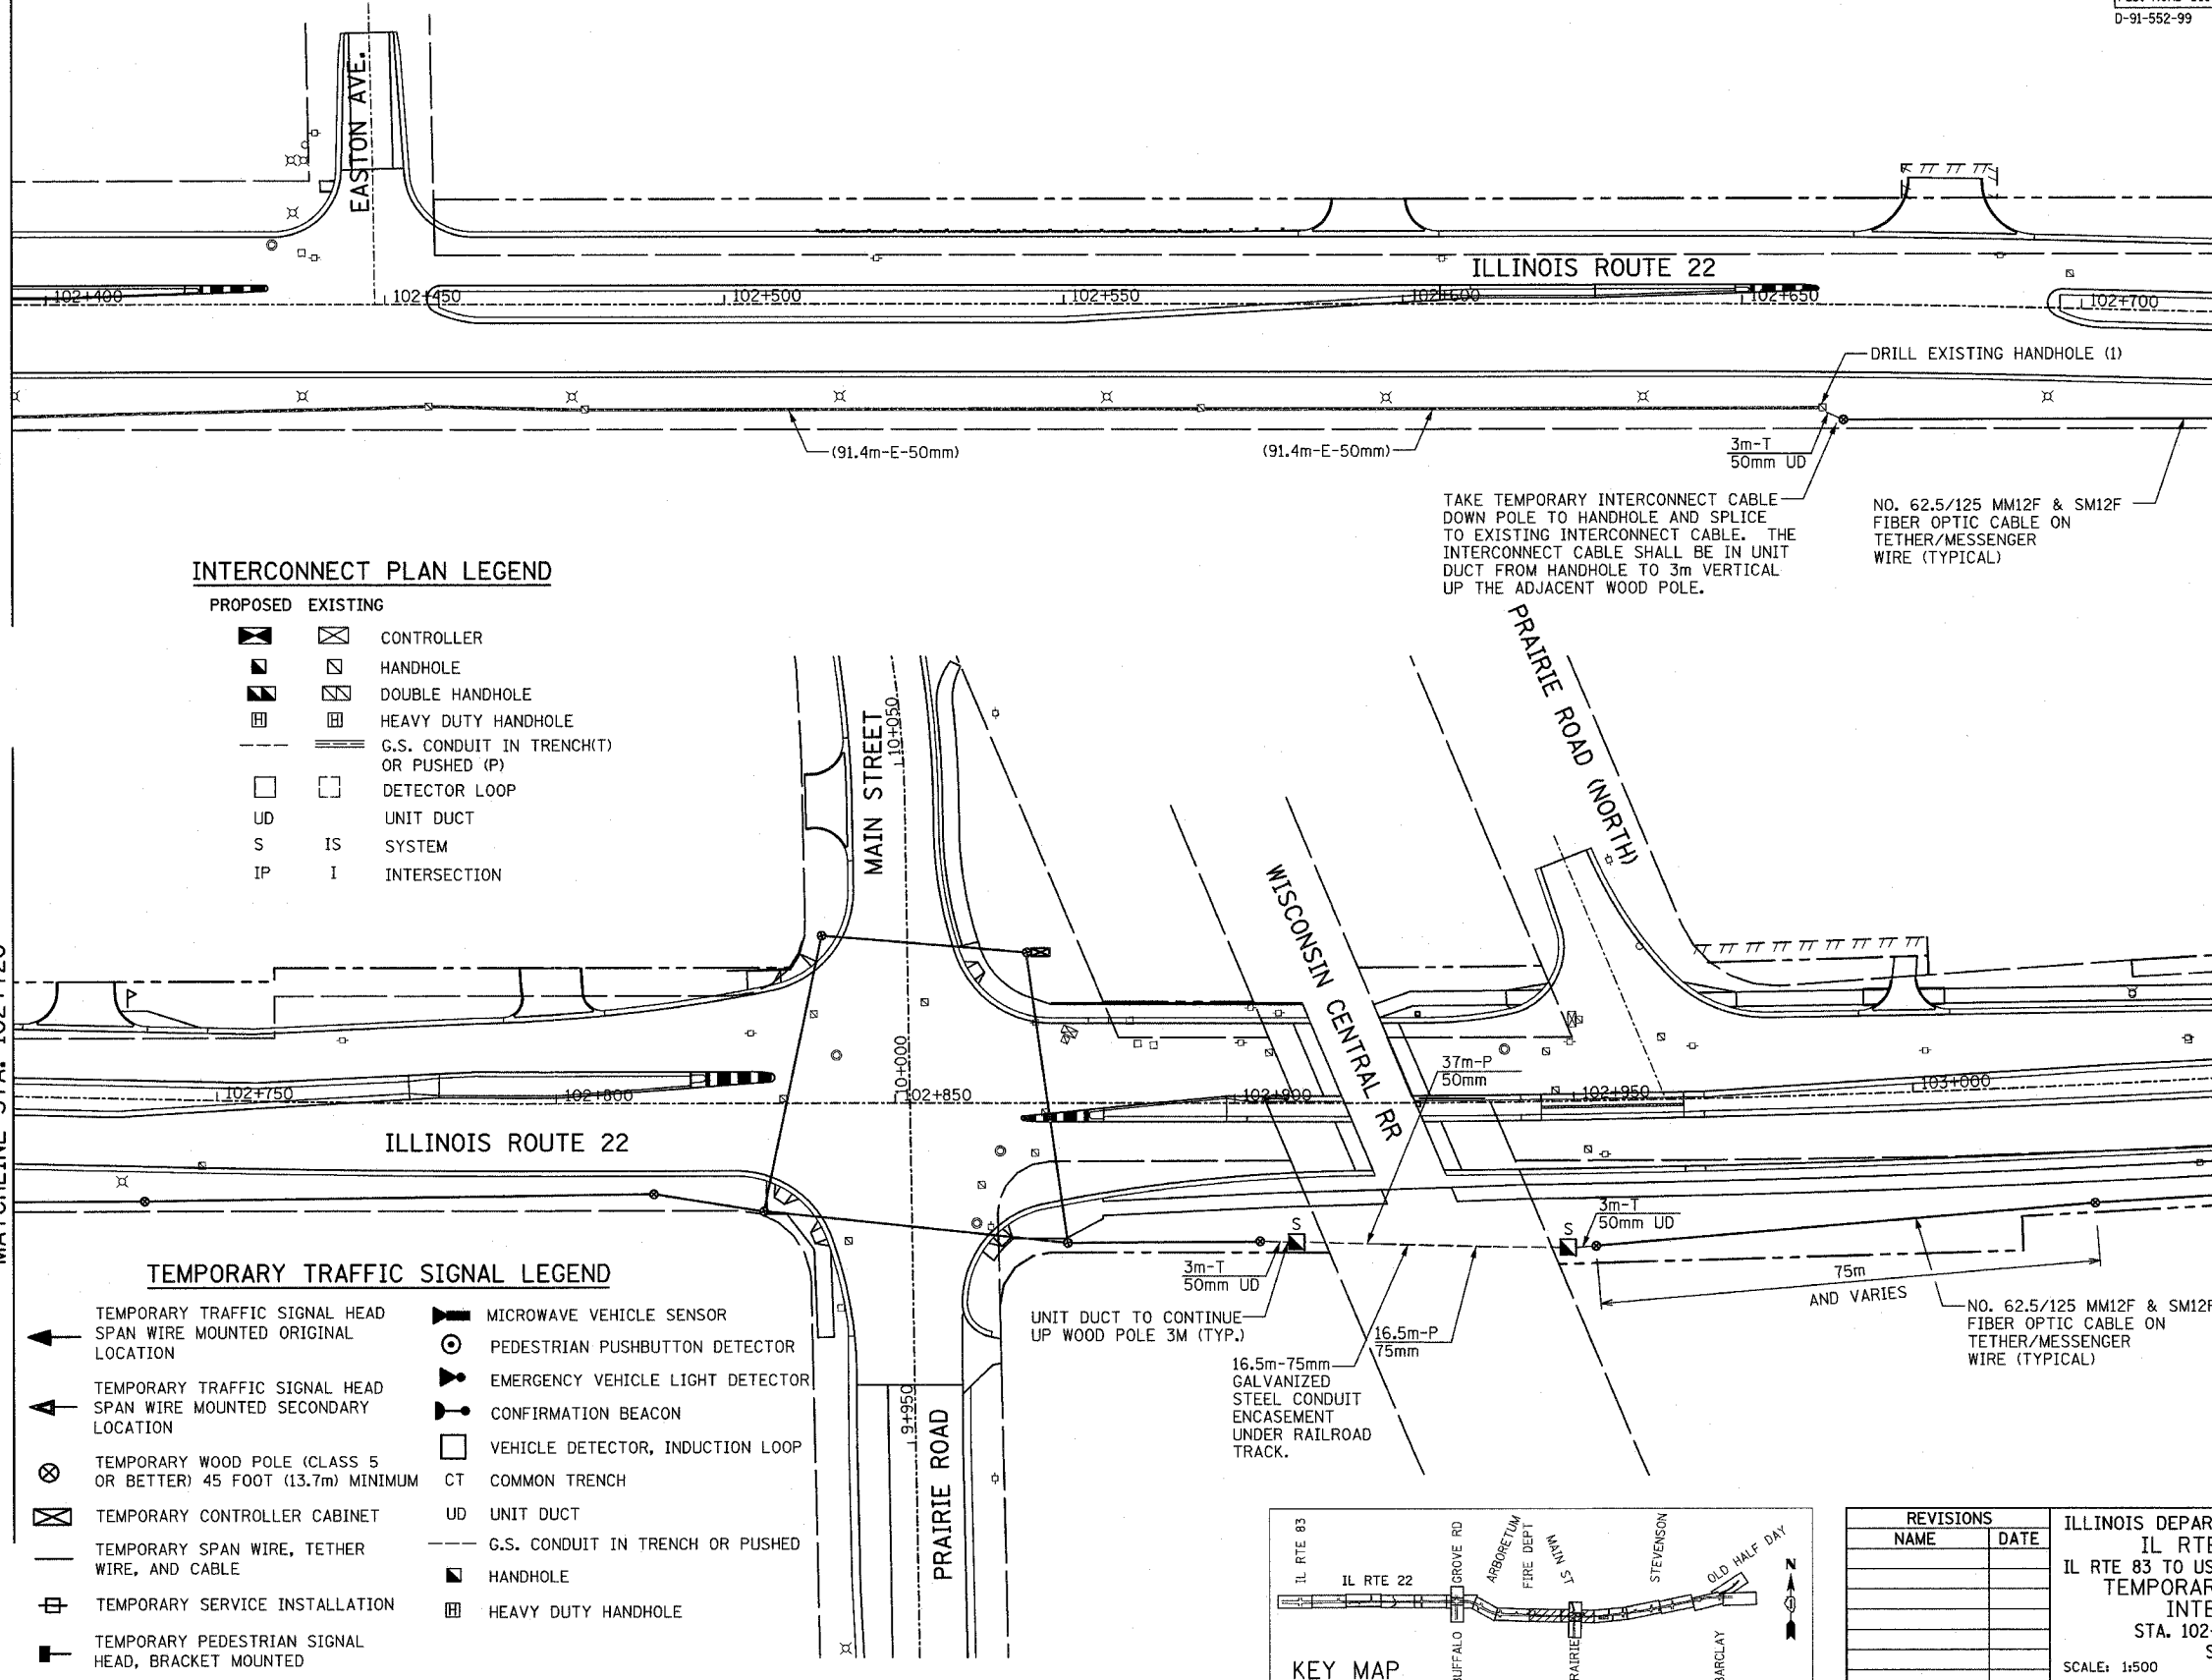 D-91-552-99
EASTON AVE.
ILLINOIS ROUTE 22
102+400
102+450
102+500
102+550
102+600
102+650
102+700
DRILL EXISTING HANDHOLE (1)
(91.4m-E-50mm)
(91.4m-E-50mm)
3m-T
50mm UD
TAKE TEMPORARY INTERCONNECT CABLE
DOWN POLE TO HANDHOLE AND SPLICE
TO EXISTING INTERCONNECT CABLE. THE
INTERCONNECT CABLE SHALL BE IN UNIT
DUCT FROM HANDHOLE TO 3m VERTICAL
UP THE ADJACENT WOOD POLE.
NO. 62.5/125 MM12F & SM12F
FIBER OPTIC CABLE ON
TETHER/MESSENGER
WIRE (TYPICAL)
INTERCONNECT PLAN LEGEND
PROPOSED EXISTING
CONTROLLER
HANDHOLE
DOUBLE HANDHOLE
H H HEAVY DUTY HANDHOLE
G.S. CONDUIT IN TRENCH(T)
OR PUSHED (P)
DETECTOR LOOP
UD UNIT DUCT
S IS SYSTEM
IP I INTERSECTION
MAIN STREET
10+050
PRAIRIE ROAD (NORTH)
WISCONSIN CENTRAL RR
10+000
102+750
102+800
102+850
102+900
102+950
103+000
37m-P
50mm
ILLINOIS ROUTE 22
S
S
3m-T
50mm UD
3m-T
50mm UD
UNIT DUCT TO CONTINUE
UP WOOD POLE 3M (TYP.)
16.5m-P
75mm
16.5m-75mm
GALVANIZED
STEEL CONDUIT
ENCASEMENT
UNDER RAILROAD
TRACK.
75m
AND VARIES
NO. 62.5/125 MM12F & SM12F
FIBER OPTIC CABLE ON
TETHER/MESSENGER
WIRE (TYPICAL)
9+950
PRAIRIE ROAD
TEMPORARY TRAFFIC SIGNAL LEGEND
TEMPORARY TRAFFIC SIGNAL HEAD
SPAN WIRE MOUNTED ORIGINAL
LOCATION
TEMPORARY TRAFFIC SIGNAL HEAD
SPAN WIRE MOUNTED SECONDARY
LOCATION
TEMPORARY WOOD POLE (CLASS 5
OR BETTER) 45 FOOT (13.7m) MINIMUM
TEMPORARY CONTROLLER CABINET
TEMPORARY SPAN WIRE, TETHER
WIRE, AND CABLE
TEMPORARY SERVICE INSTALLATION
TEMPORARY PEDESTRIAN SIGNAL
HEAD, BRACKET MOUNTED
MICROWAVE VEHICLE SENSOR
PEDESTRIAN PUSHBUTTON DETECTOR
EMERGENCY VEHICLE LIGHT DETECTOR
CONFIRMATION BEACON
VEHICLE DETECTOR, INDUCTION LOOP
CT COMMON TRENCH
UD UNIT DUCT
G.S. CONDUIT IN TRENCH OR PUSHED
HANDHOLE
H HEAVY DUTY HANDHOLE
IL RTE 83
IL RTE 22
GROVE RD
ARBORETUM
FIRE DEPT
MAIN ST
STEVENSON
OLD HALF DAY
N
KEY MAP
REVISIONS
NAME DATE
ILLINOIS DEPAR
IL RTE
IL RTE 83 TO US
TEMPORAR
INTE
STA. 102
SCALE: 1:500